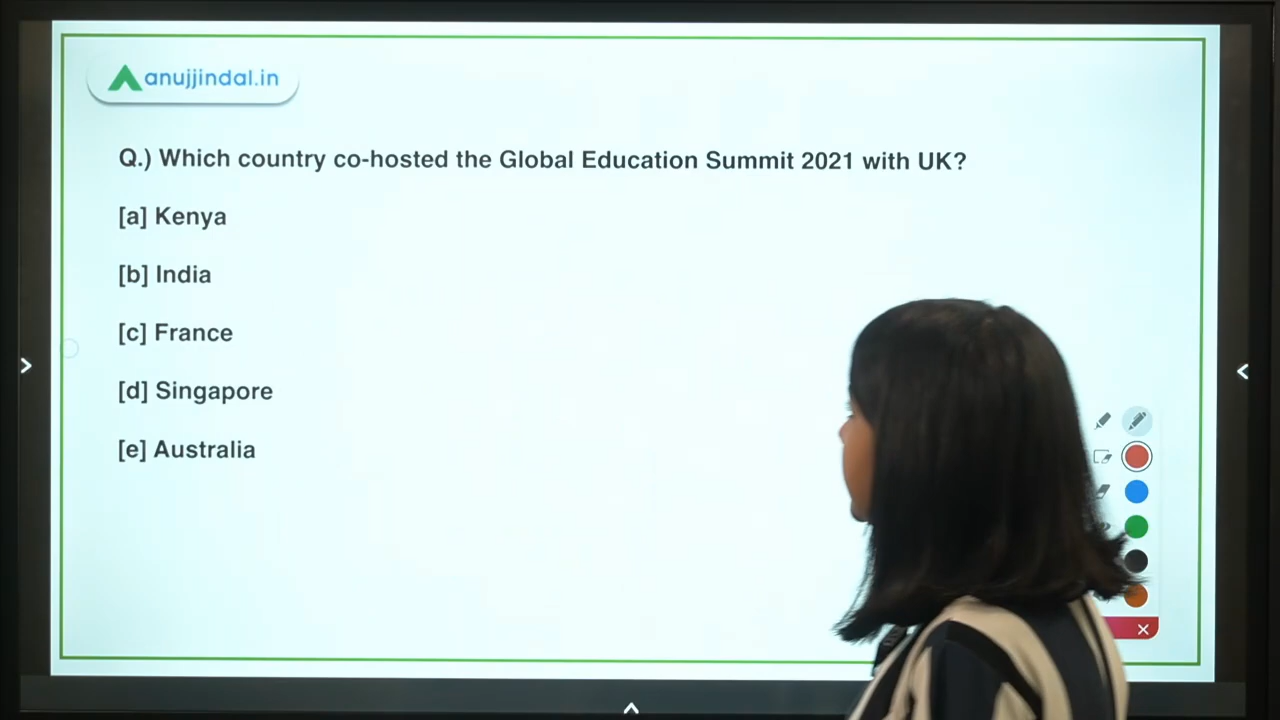 anujjindal.in
Q.) Which country co-hosted the Global Education Summit 2021 with UK?
[a] Kenya
[b] India
[c] France
[d] Singapore
[e] Australia